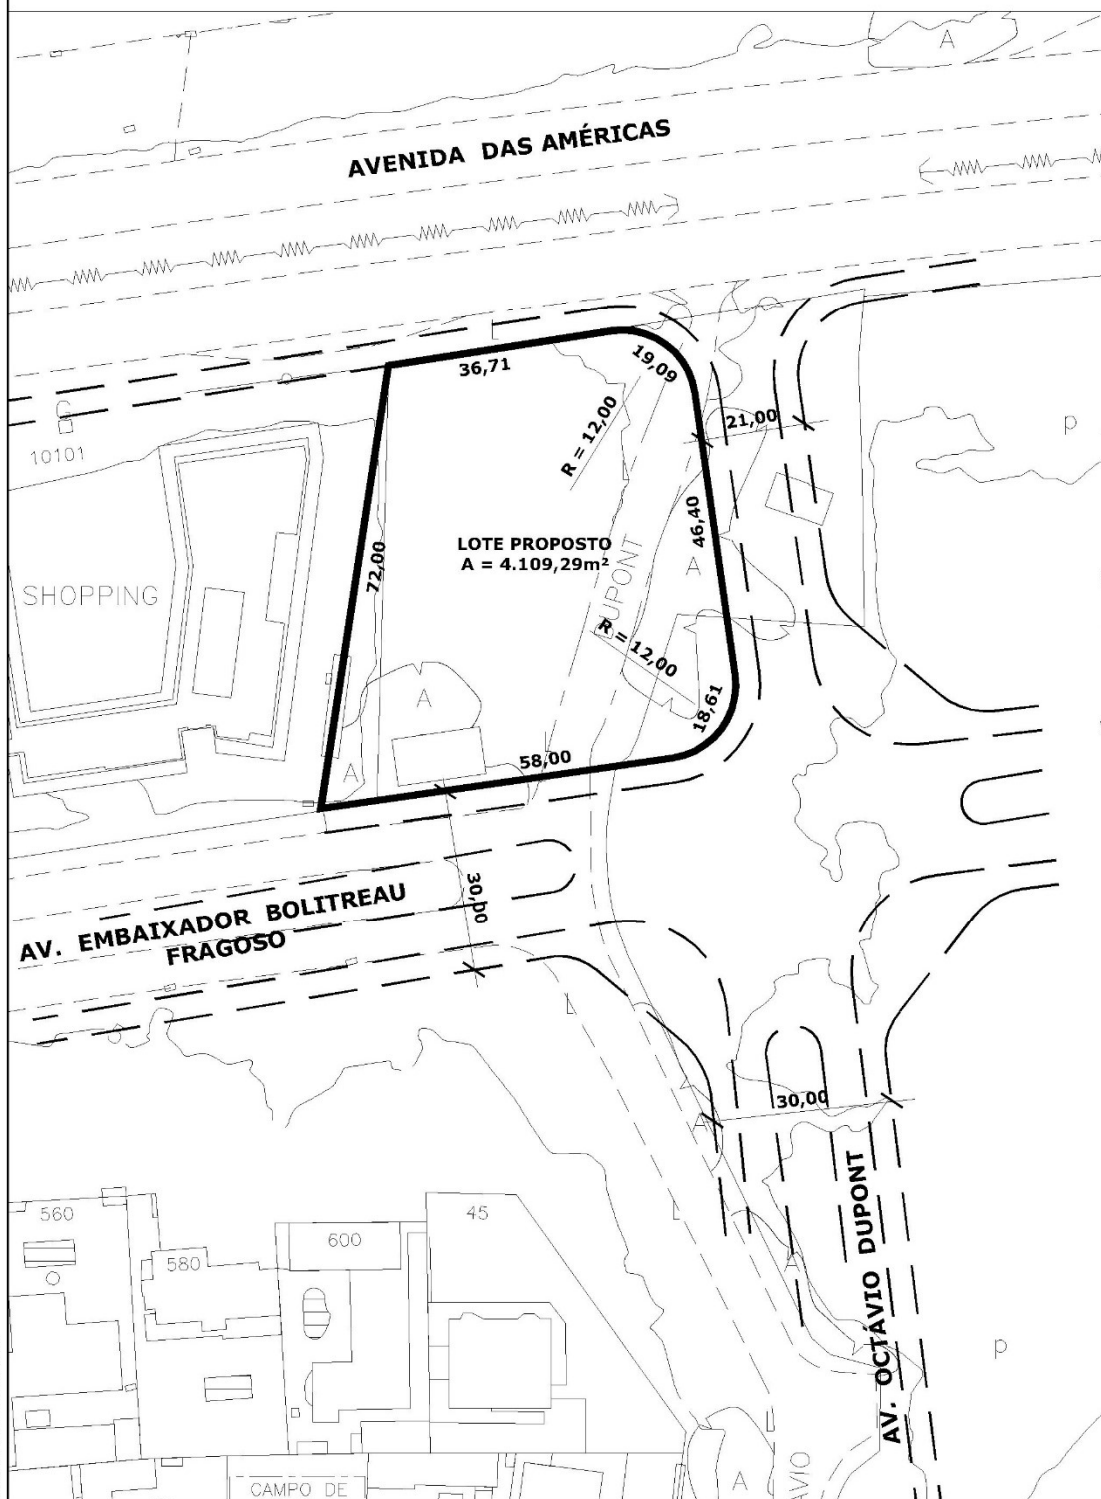 A
AVENIDA DAS AMÉRICAS
L
36,71
19,09
G
10101
R = 12,00
21,00
p
46,40
LOTE PROPOSTO
A = 4.109,29m²
72,00
A
SHOPPING
DUPONT
R = 12,00
A
18,61
58,00
A
AV. EMBAIXADOR BOLITREAU
FRAGOSO
30,00
L
30,00
A
A
560
45
600
580
L
A
AV. OCTÁVIO DUPONT
p
L
A
CAMPO DE